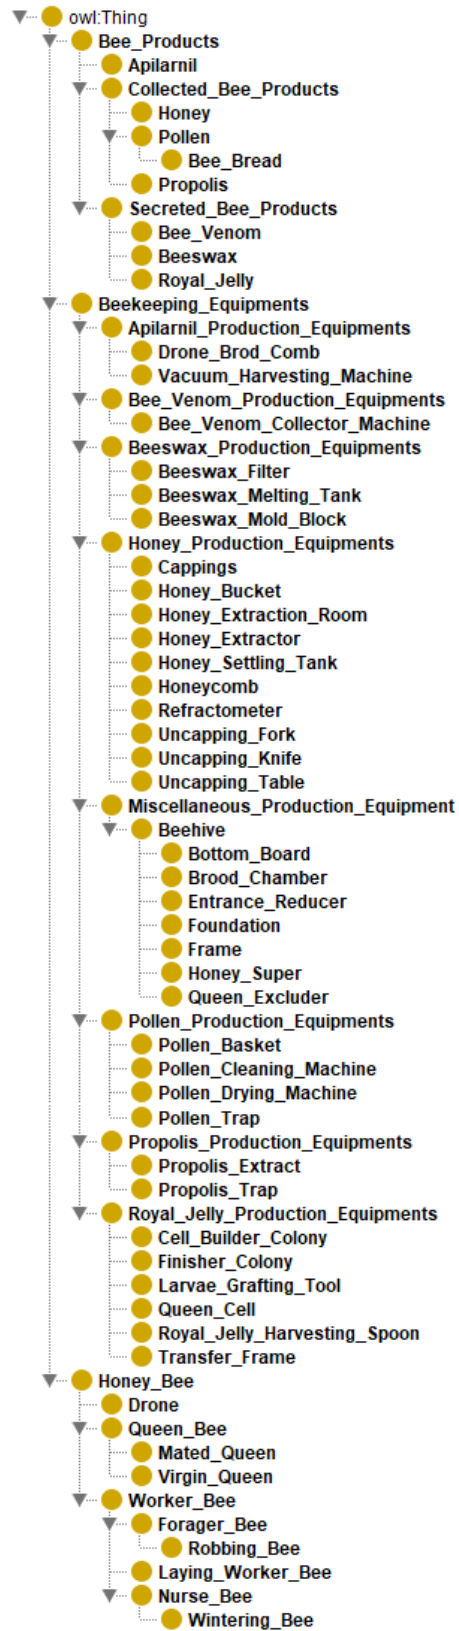 owl:Thing
Bee_Products
Apilarnil
Collected_Bee_Products
Honey
Pollen
Bee_Bread
Propolis
Secreted_Bee_Products
Bee_Venom
Beeswax
Royal_Jelly
Beekeeping_Equipments
Apilarnil_Production_Equipments
Drone_Brod_Comb
Vacuum_Harvesting_Machine
Bee_Venom_Production_Equipments
Bee_Venom_Collector_Machine
Beeswax_Production_Equipments
Beeswax_Filter
Beeswax_Melting_Tank
Beeswax_Mold_Block
Honey_Production_Equipments
Cappings
Honey_Bucket
Honey_Extraction_Room
Honey_Extractor
Honey_Settling_Tank
Honeycomb
Refractometer
Uncapping_Fork
Uncapping_Knife
Uncapping_Table
Miscellaneous_Production_Equipment
Beehive
Bottom_Board
Brood_Chamber
Entrance_Reducer
Foundation
Frame
Honey_Super
Queen_Excluder
Pollen_Production_Equipments
Pollen_Basket
Pollen_Cleaning_Machine
Pollen_Drying_Machine
Pollen_Trap
Propolis_Production_Equipments
Propolis_Extract
Propolis_Trap
Royal_Jelly_Production_Equipments
Cell_Builder_Colony
Finisher_Colony
Larvae_Grafting_Tool
Queen_Cell
Royal_Jelly_Harvesting_Spoon
Transfer_Frame
Honey_Bee
Drone
Queen_Bee
Mated_Queen
Virgin_Queen
Worker_Bee
Forager_Bee
Robbing_Bee
Laying_Worker_Bee
Nurse_Bee
Wintering_Bee